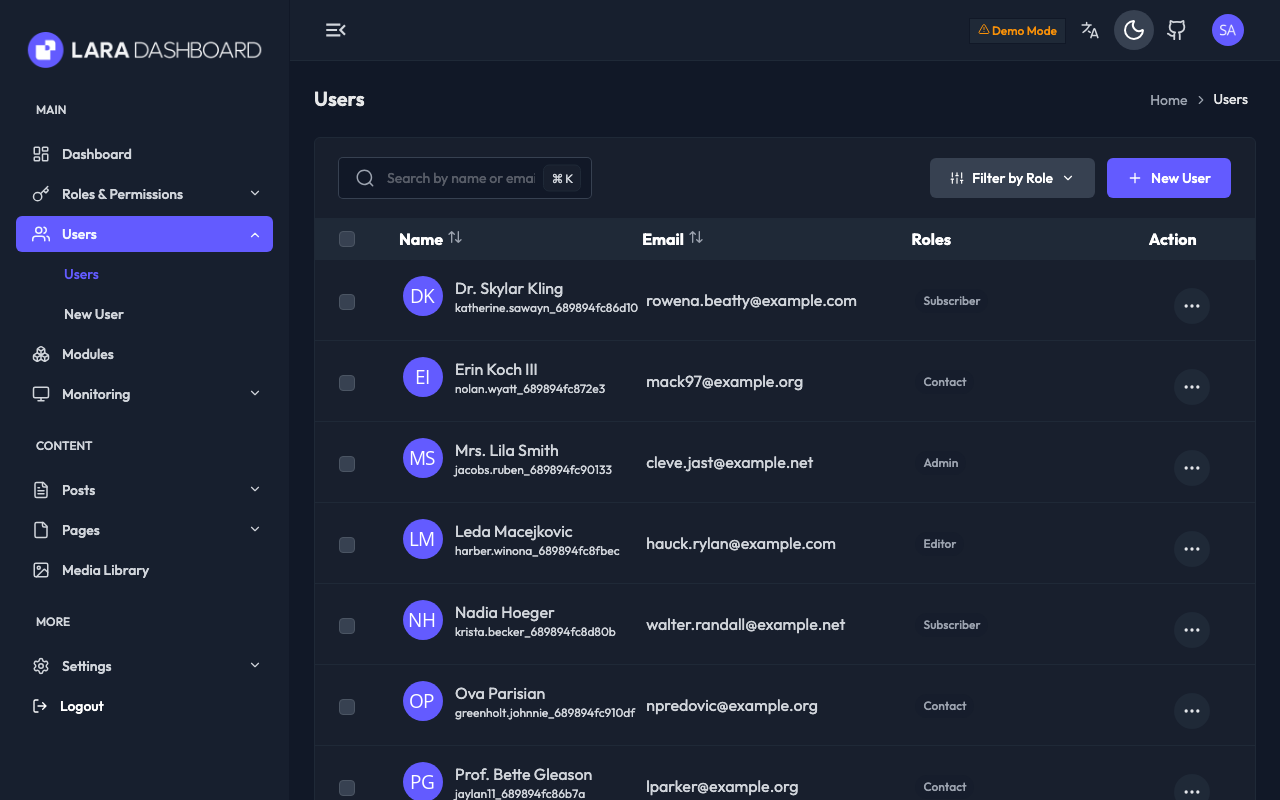 LARA DASHBOARD
MAIN
Dashboard
Roles & Permissions
Users
Users
New User
Modules
Monitoring
CONTENT
Posts
Pages
Media Library
MORE
Settings
Logout
Demo Mode
SA
Users
Home > Users
Search by name or emai
⌘ K
Filter by Role
+ New User
Name Email Roles Action
DK Dr. Skylar Kling
katherine.sawayn_689894fc86d10
rowena.beatty@example.com Subscriber
EI Erin Koch III
nolan.wyatt_689894fc872e3
mack97@example.org Contact
MS Mrs. Lila Smith
jacobs.ruben_689894fc90133
cleve.jast@example.net Admin
LM Leda Macejkovic
harber.winona_689894fc8fbec
hauck.rylan@example.com Editor
NH Nadia Hoeger
krista.becker_689894fc8d80b
walter.randall@example.net Subscriber
OP Ova Parisian
greenholt.johnnie_689894fc910df
npredovic@example.org Contact
PG Prof. Bette Gleason
jaylan11_689894fc86b7a
lparker@example.org Contact